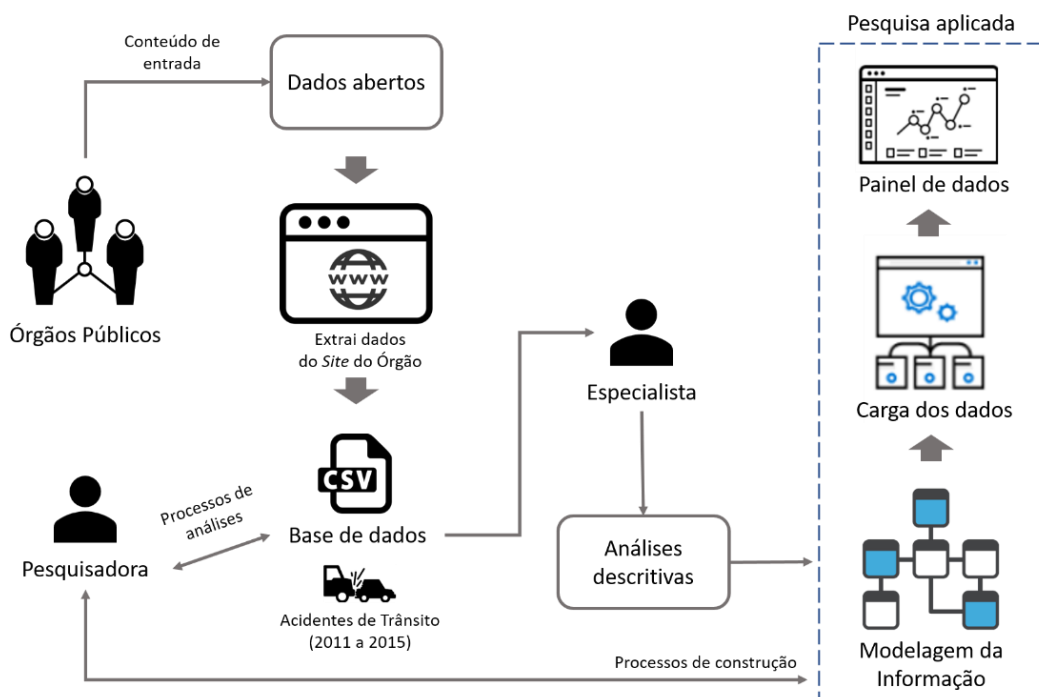 Pesquisa aplicada
Conteúdo de
entrada
Dados abertos
Órgãos Públicos
www
Extrai dados
do Site do Órgão
Especialista
CSV
Base de dados
Acidentes de Trânsito
(2011 a 2015)
Processos de
análises
Pesquisadora
Análises
descritivas
Processos de construção
Painel de dados
Carga dos dados
Modelagem da
Informação